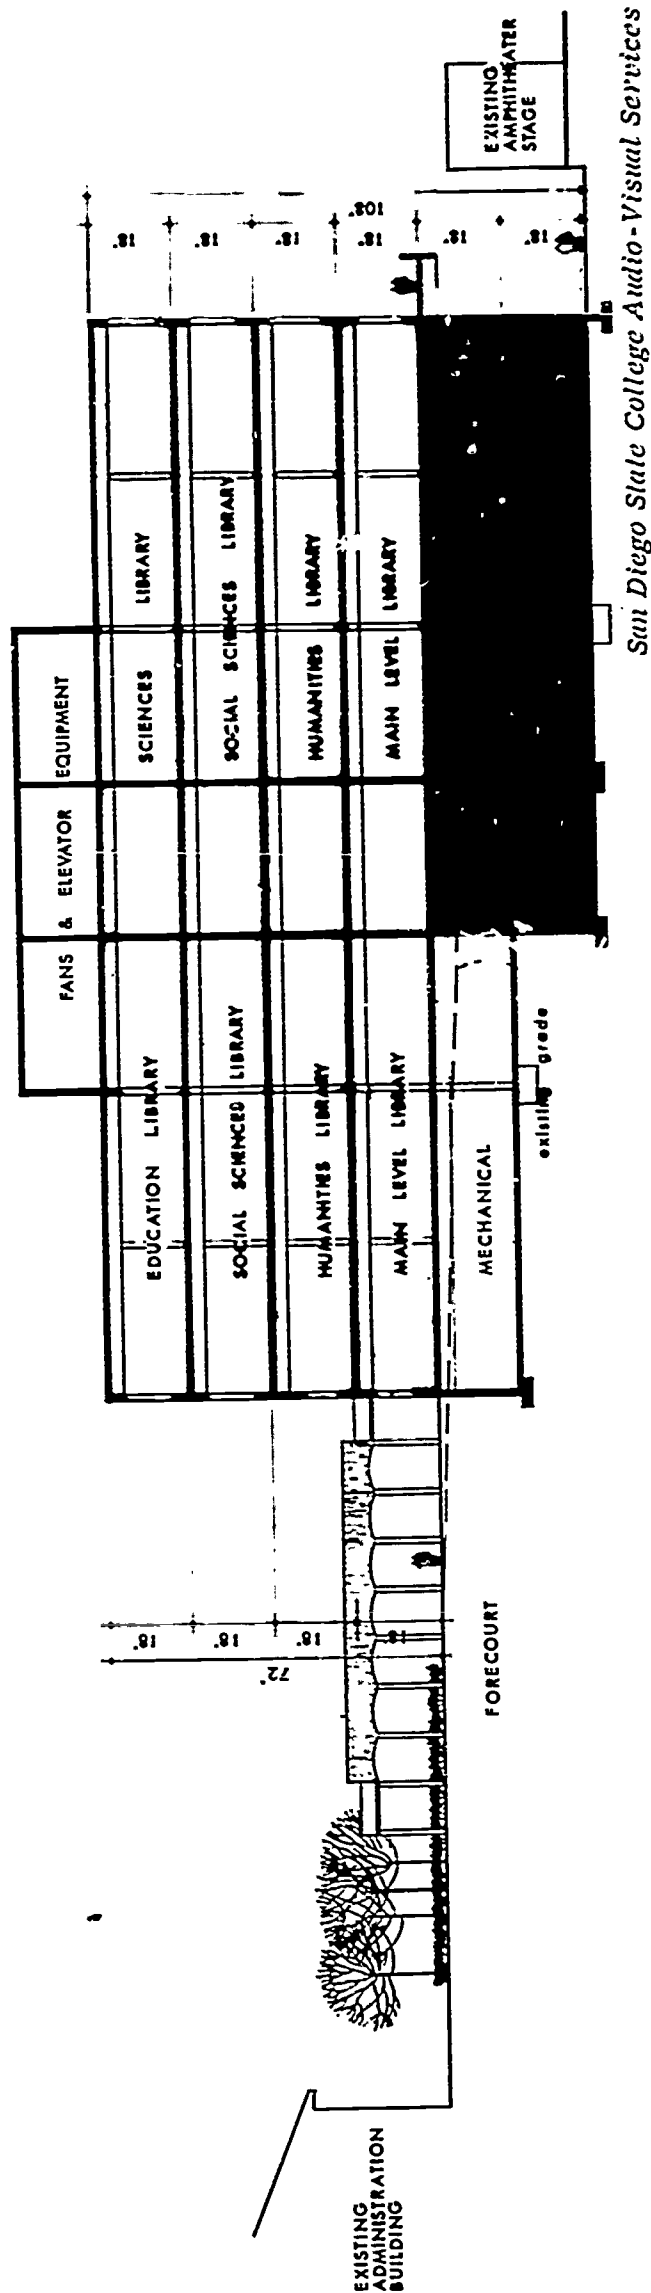 FANS & ELEVATOR EQUIPMENT
EDUCATION LIBRARY
SCIENCES LIBRARY
SOCIAL SCIENCES LIBRARY
SOCIAL SCIENCES LIBRARY
HUMANITIES LIBRARY
HUMANITIES LIBRARY
MAIN LEVEL LIBRARY
MAIN LEVEL LIBRARY
MECHANICAL
existing grade
FORECOURT
EXISTING
ADMINISTRATION
BUILDING
EXISTING
AMPHITHEATER
STAGE
72'
18'
18'
18'
18'
108'
18'
18'
18'
18'
18'
18'
San Diego State College Audio-Visual Services